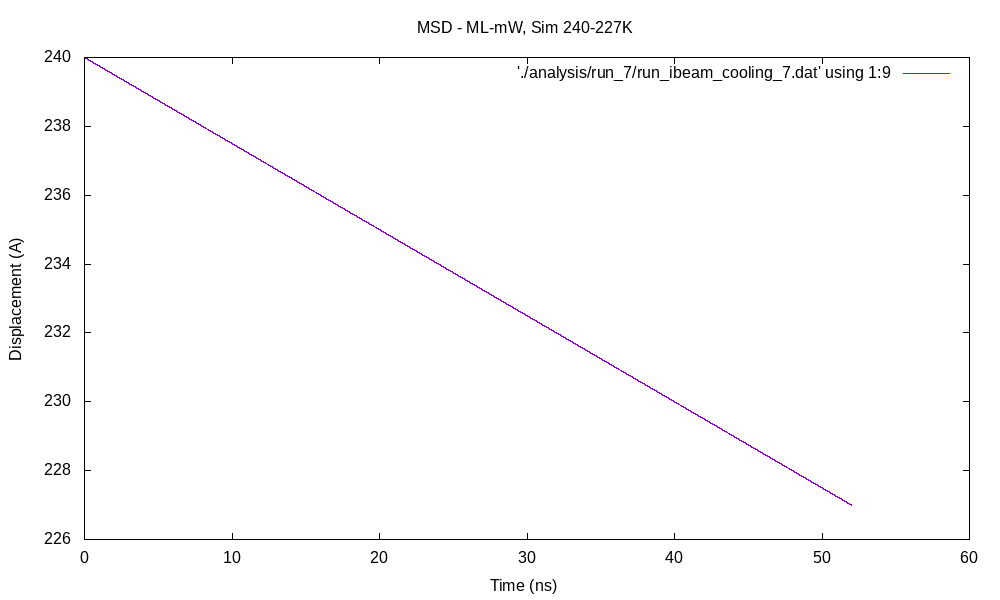 MSD - ML-mW, Sim 240-227K
'./analysis/run_7/run_ibeam_cooling_7.dat' using 1:9
240
238
236
234
232
230
228
226
Displacement (A)
0 10 20 30 40 50 60
Time (ns)